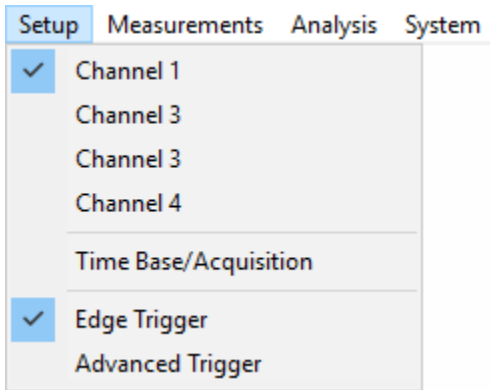 Setup Measurements Analysis System
Channel 1
Channel 3
Channel 3
Channel 4
Time Base/Acquisition
Edge Trigger
Advanced Trigger